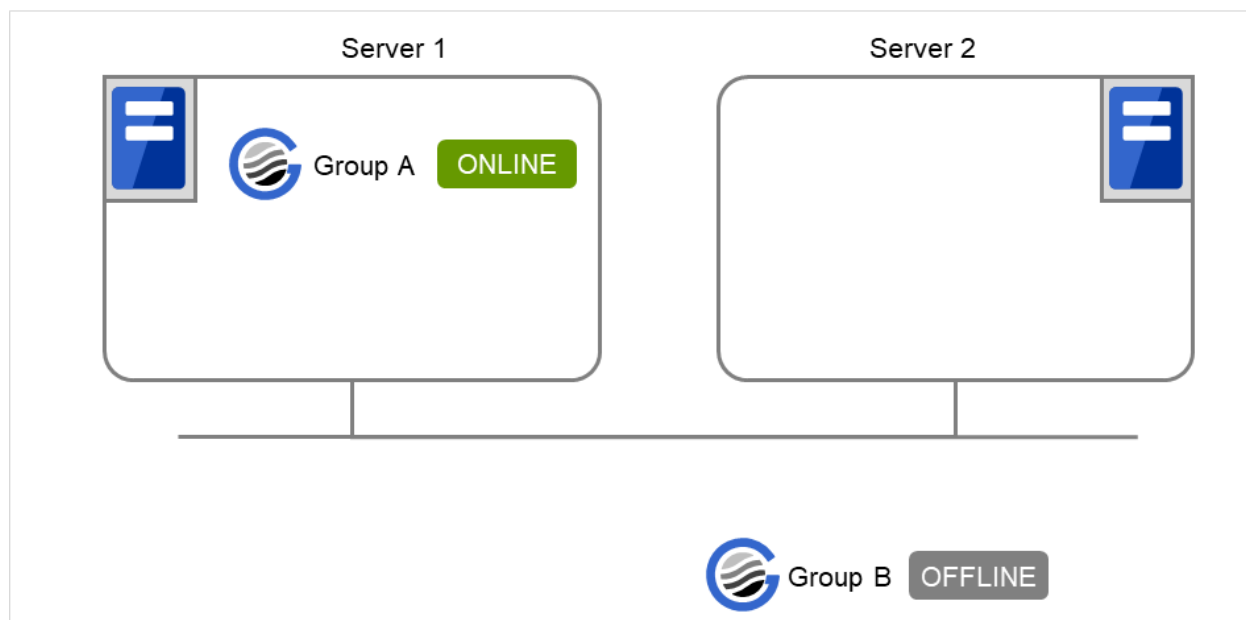 Server 1
Server 2
Group A
ONLINE
Group B
OFFLINE